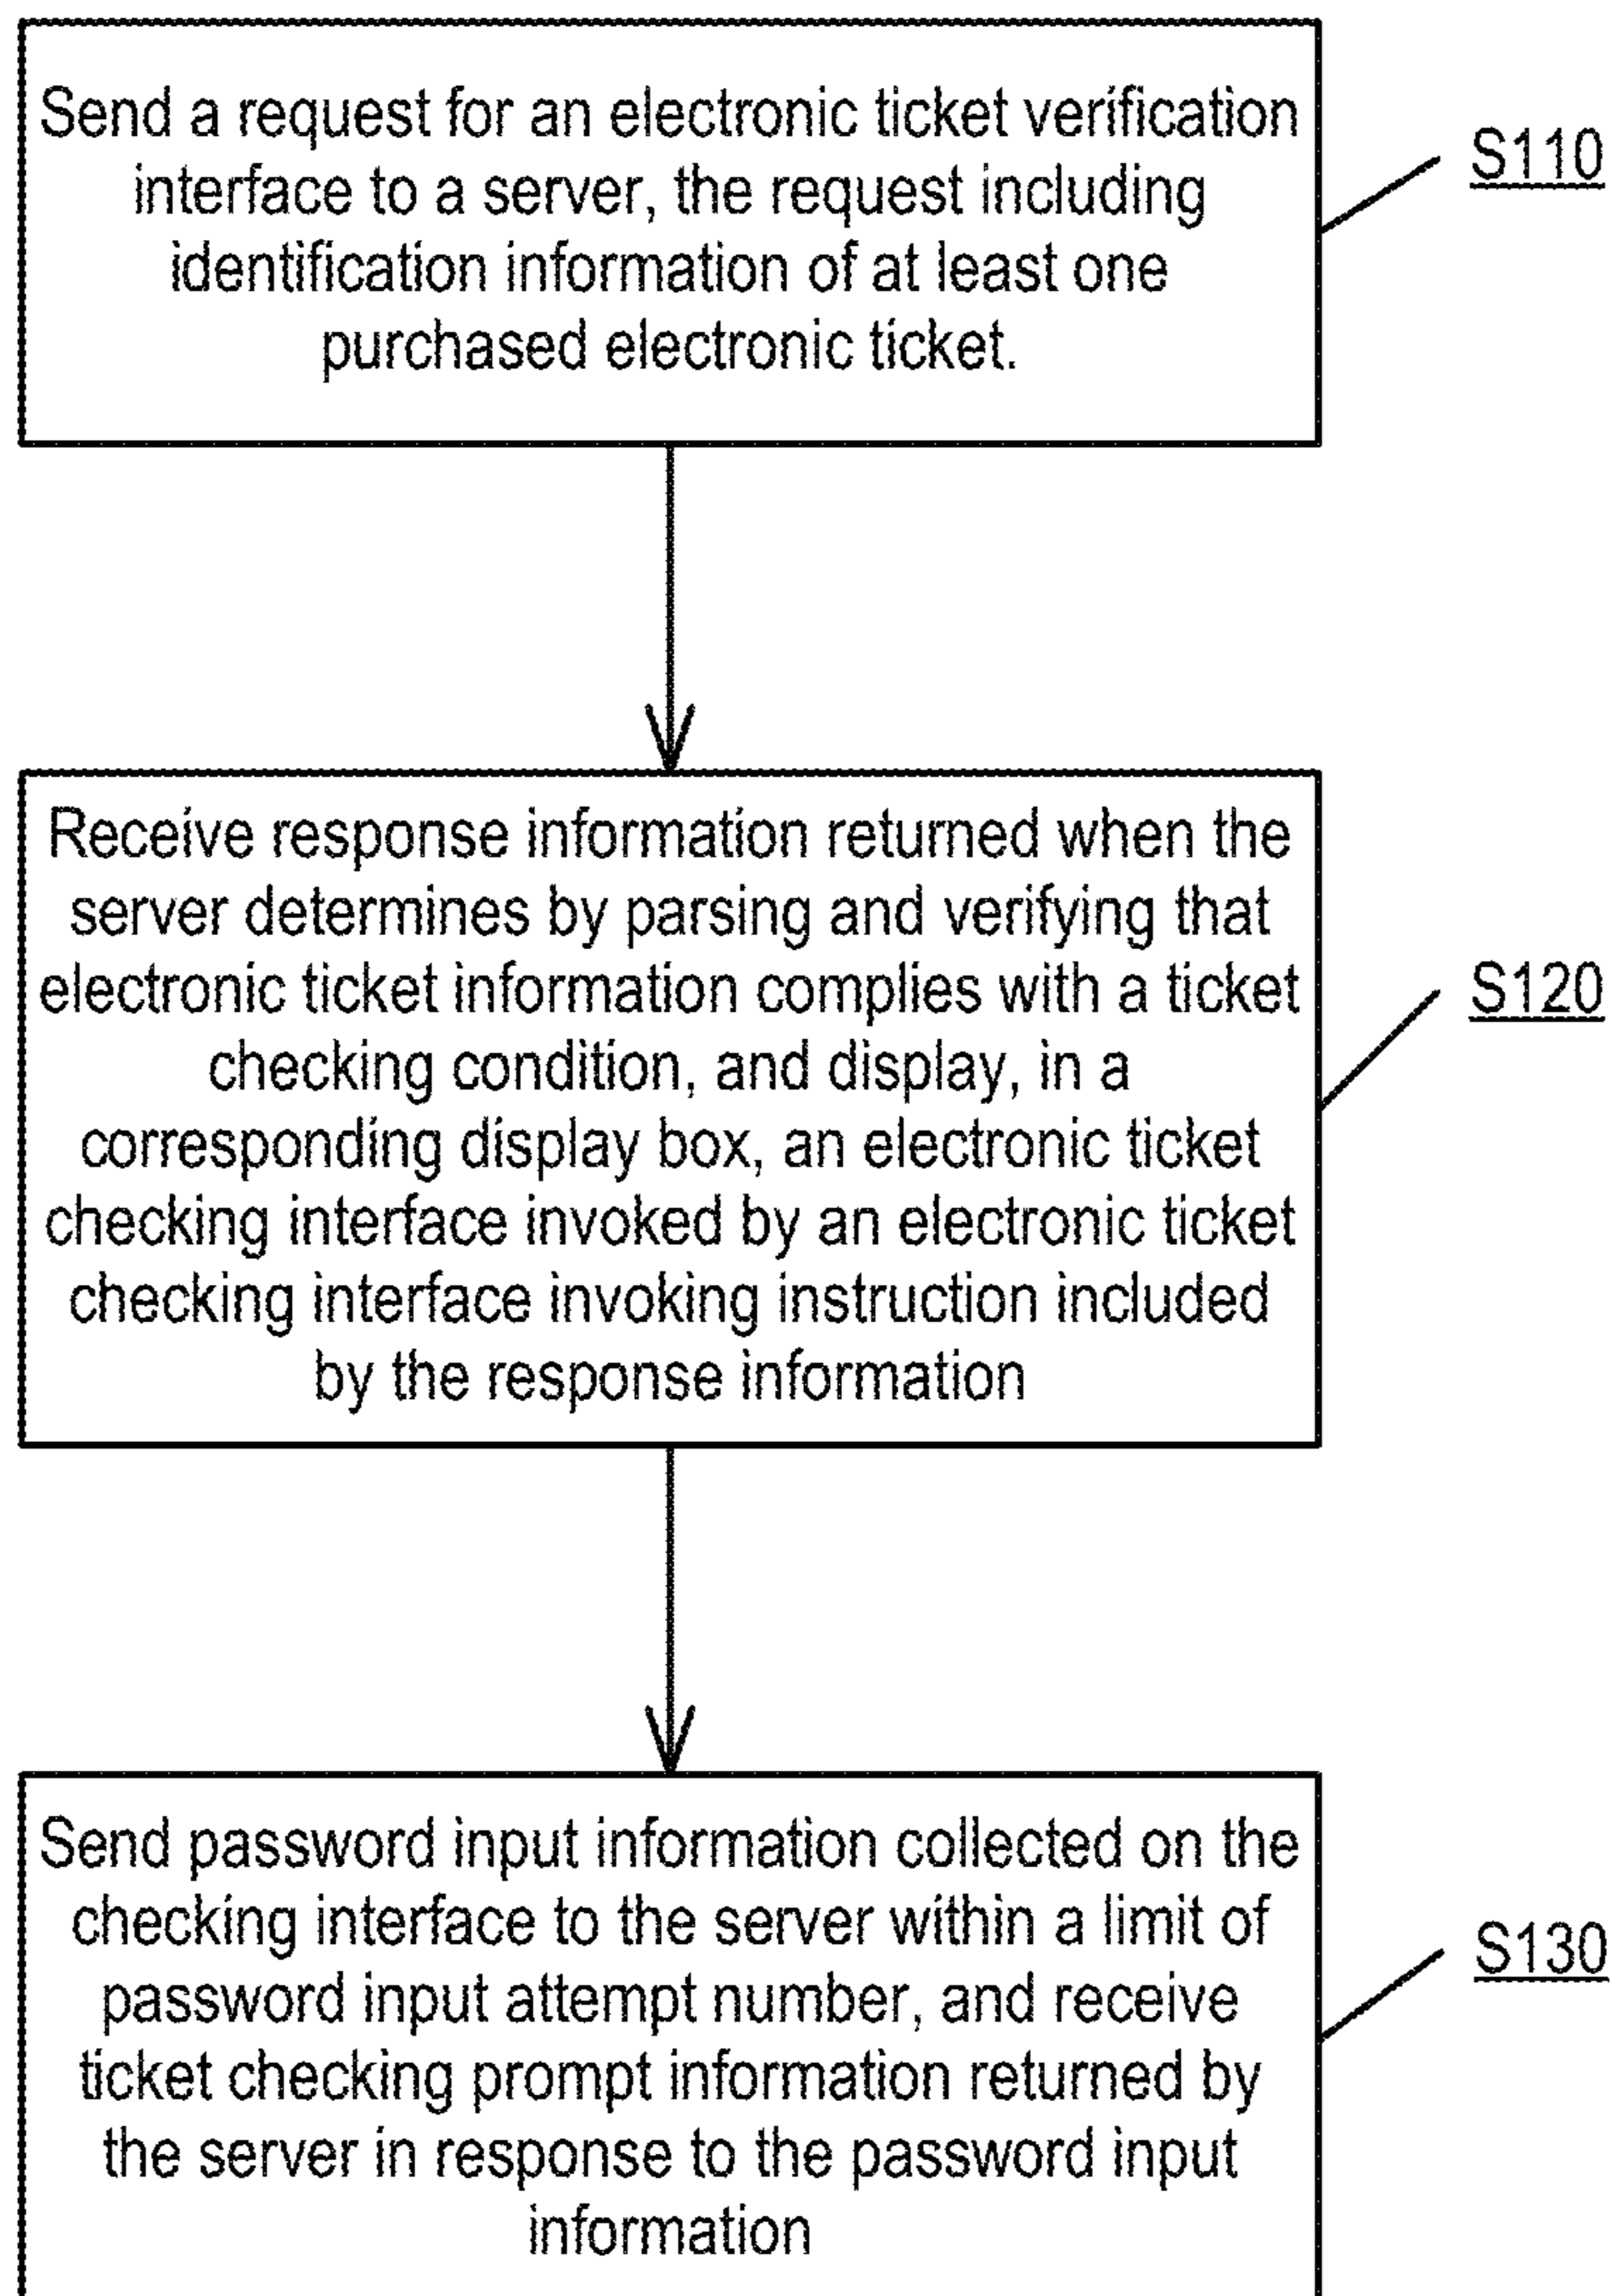 Send a request for an electronic ticket verification
interface to a server, the request including
identification information of at least one
purchased electronic ticket.
S110
Receive response information returned when the
server determines by parsing and verifying that
electronic ticket information complies with a ticket
checking condition, and display, in a
corresponding display box, an electronic ticket
checking interface invoked by an electronic ticket
checking interface invoking instruction included
by the response information
S120
Send password input information collected on the
checking interface to the server within a limit of
password input attempt number, and receive
ticket checking prompt information returned by
the server in response to the password input
information
S130